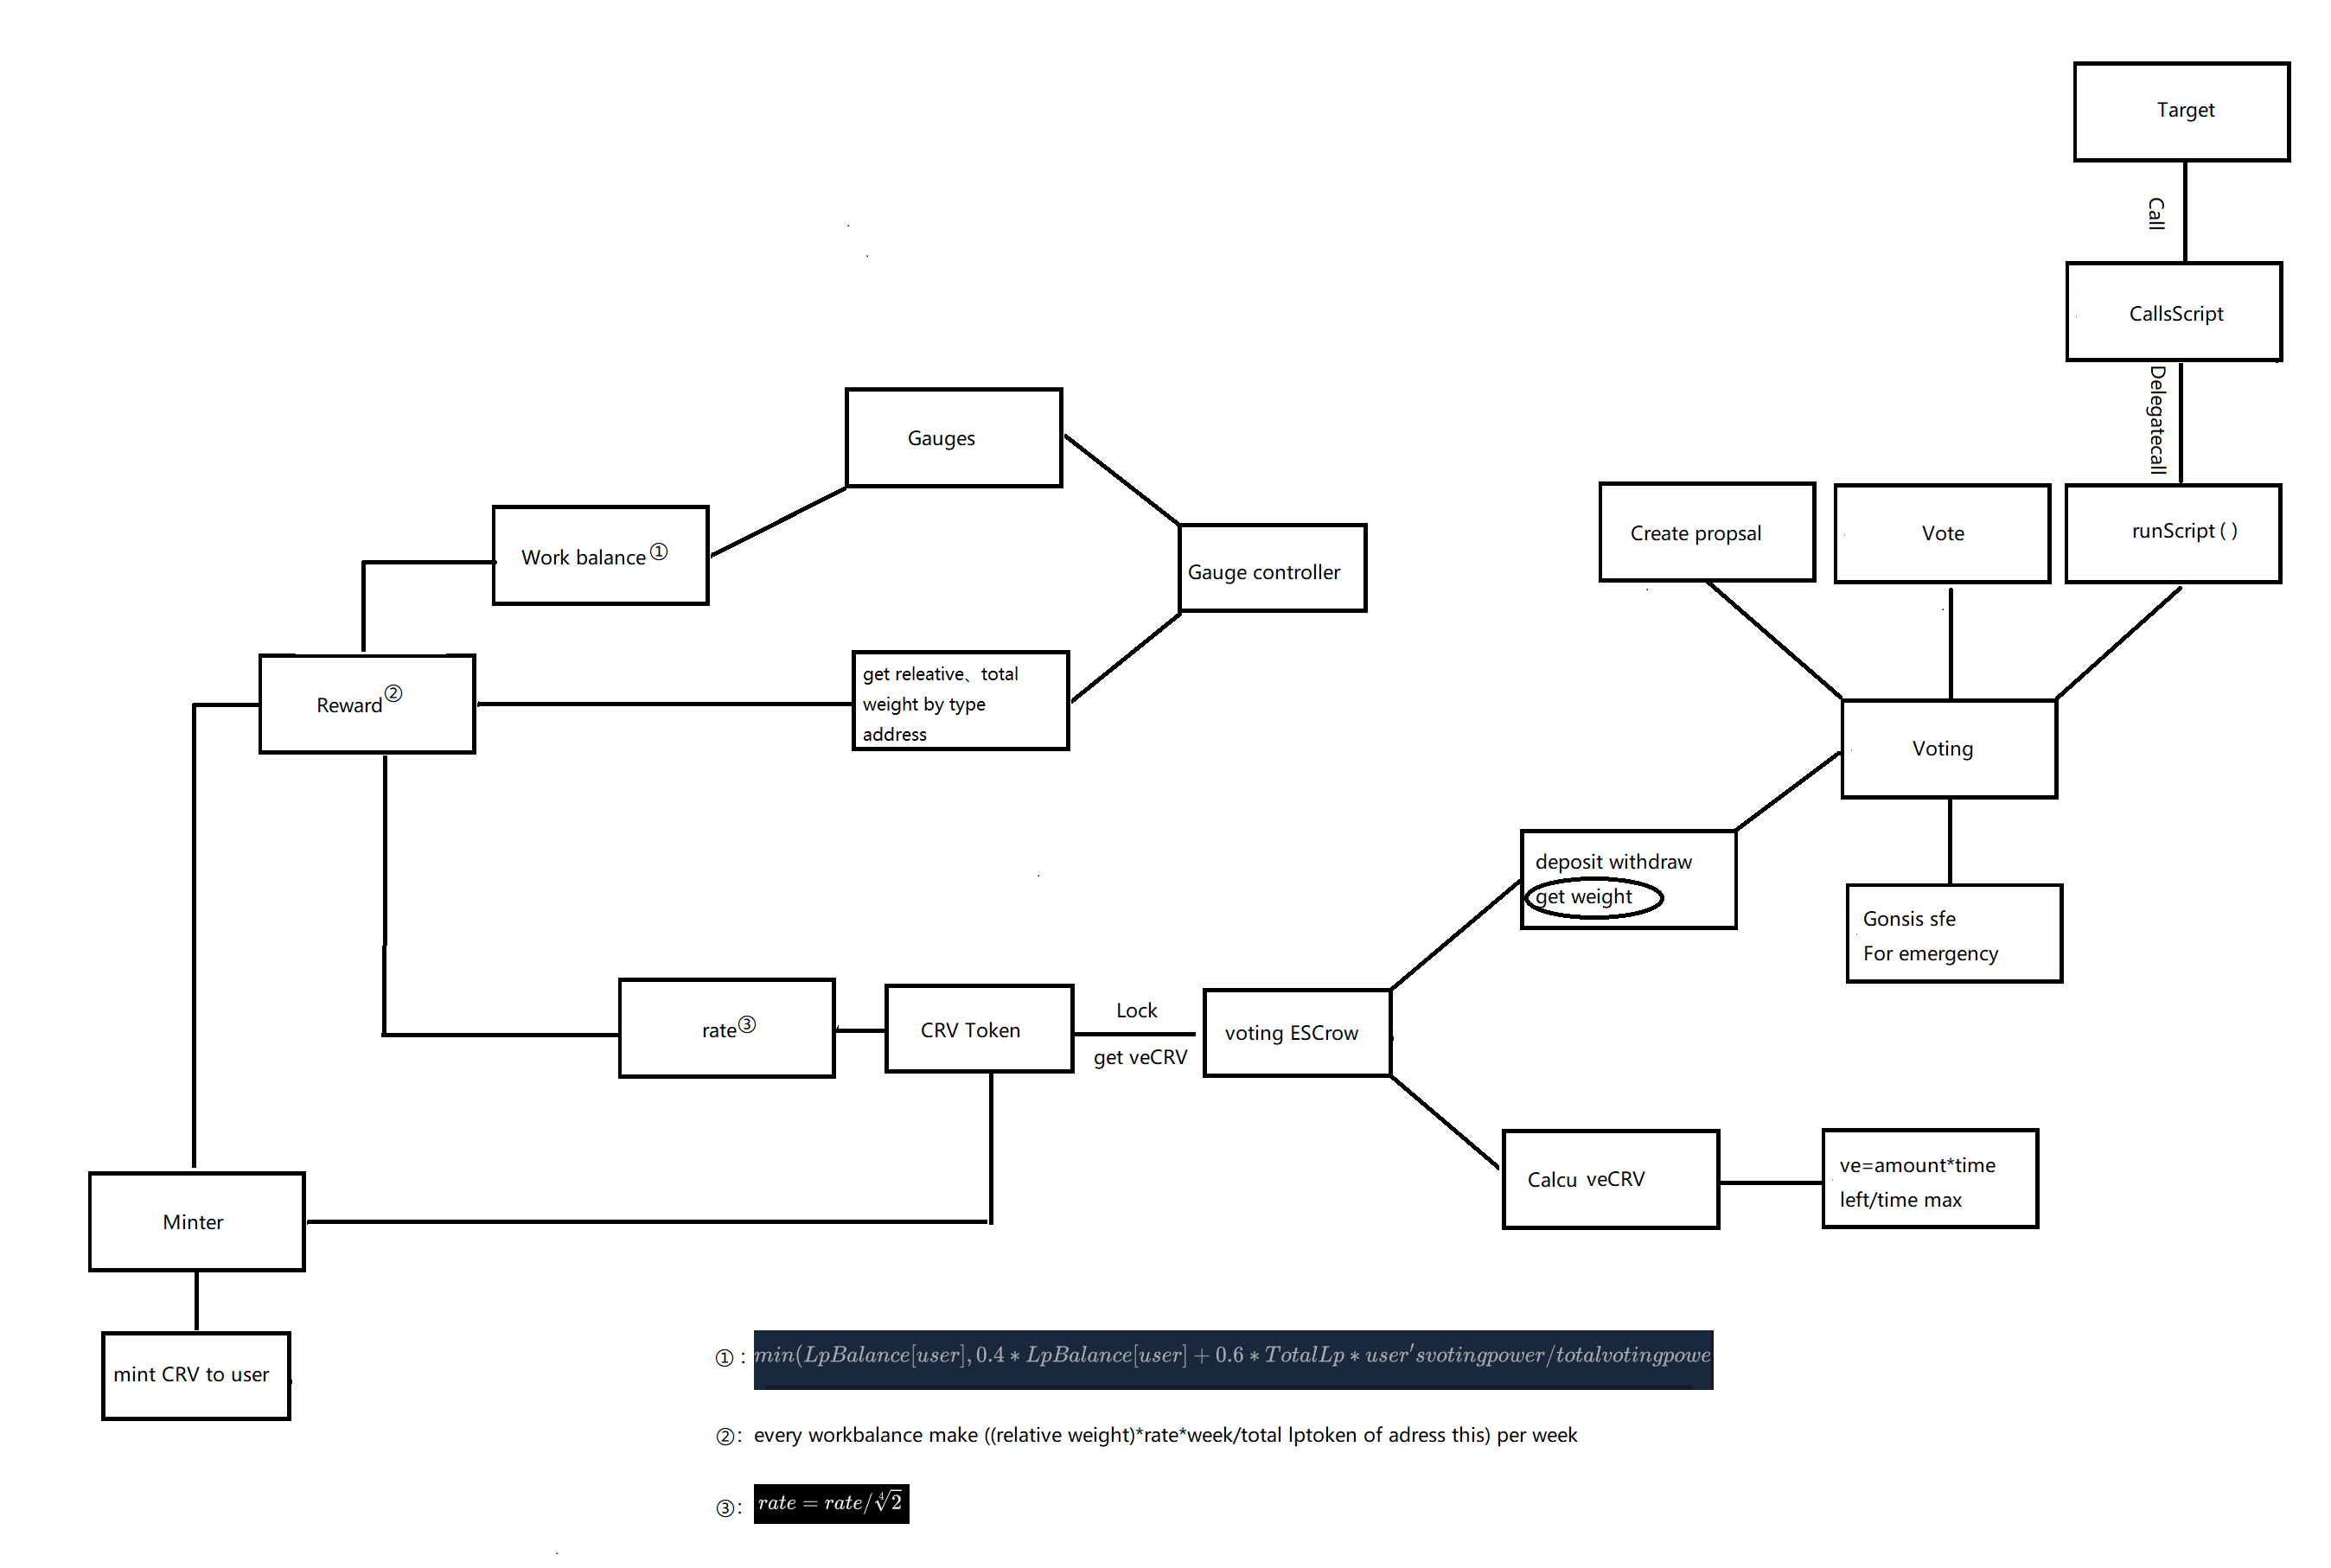 Target
Call
CallsScript
Delegatecall
Gauges
Create propsal
Vote
runScript ( )
Work balance①
Gauge controller
get releative、total
weight by type
address
Reward②
Voting
deposit withdraw
get weight
Gonsis sfe
For emergency
rate③
CRV Token
Lock
get veCRV
voting ESCrow
Calcu veCRV
ve=amount*time
left/time max
Minter
mint CRV to user
①: min(LpBalance[user], 0.4 * LpBalance[user] + 0.6 * TotalLp * user'svotingpower/totalvotingpowe
②: every workbalance make ((relative weight)*rate*week/total lptoken of adress this) per week
③: rate = rate/∜2